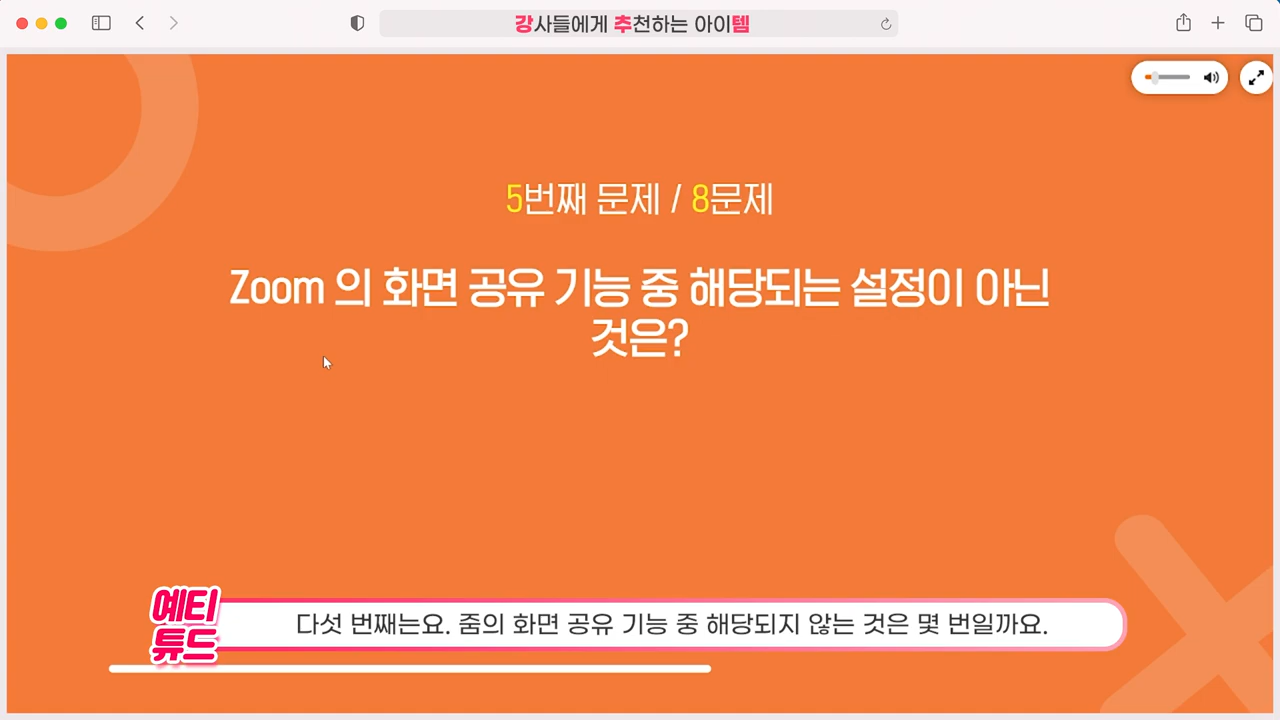 강사들에게 추천하는 아이템
5번째 문제 / 8문제
Zoom 의 화면 공유 기능 중 해당되는 설정이 아닌
것은?
예티
튜드
다섯 번째는요. 줌의 화면 공유 기능 중 해당되지 않는 것은 몇 번일까요.